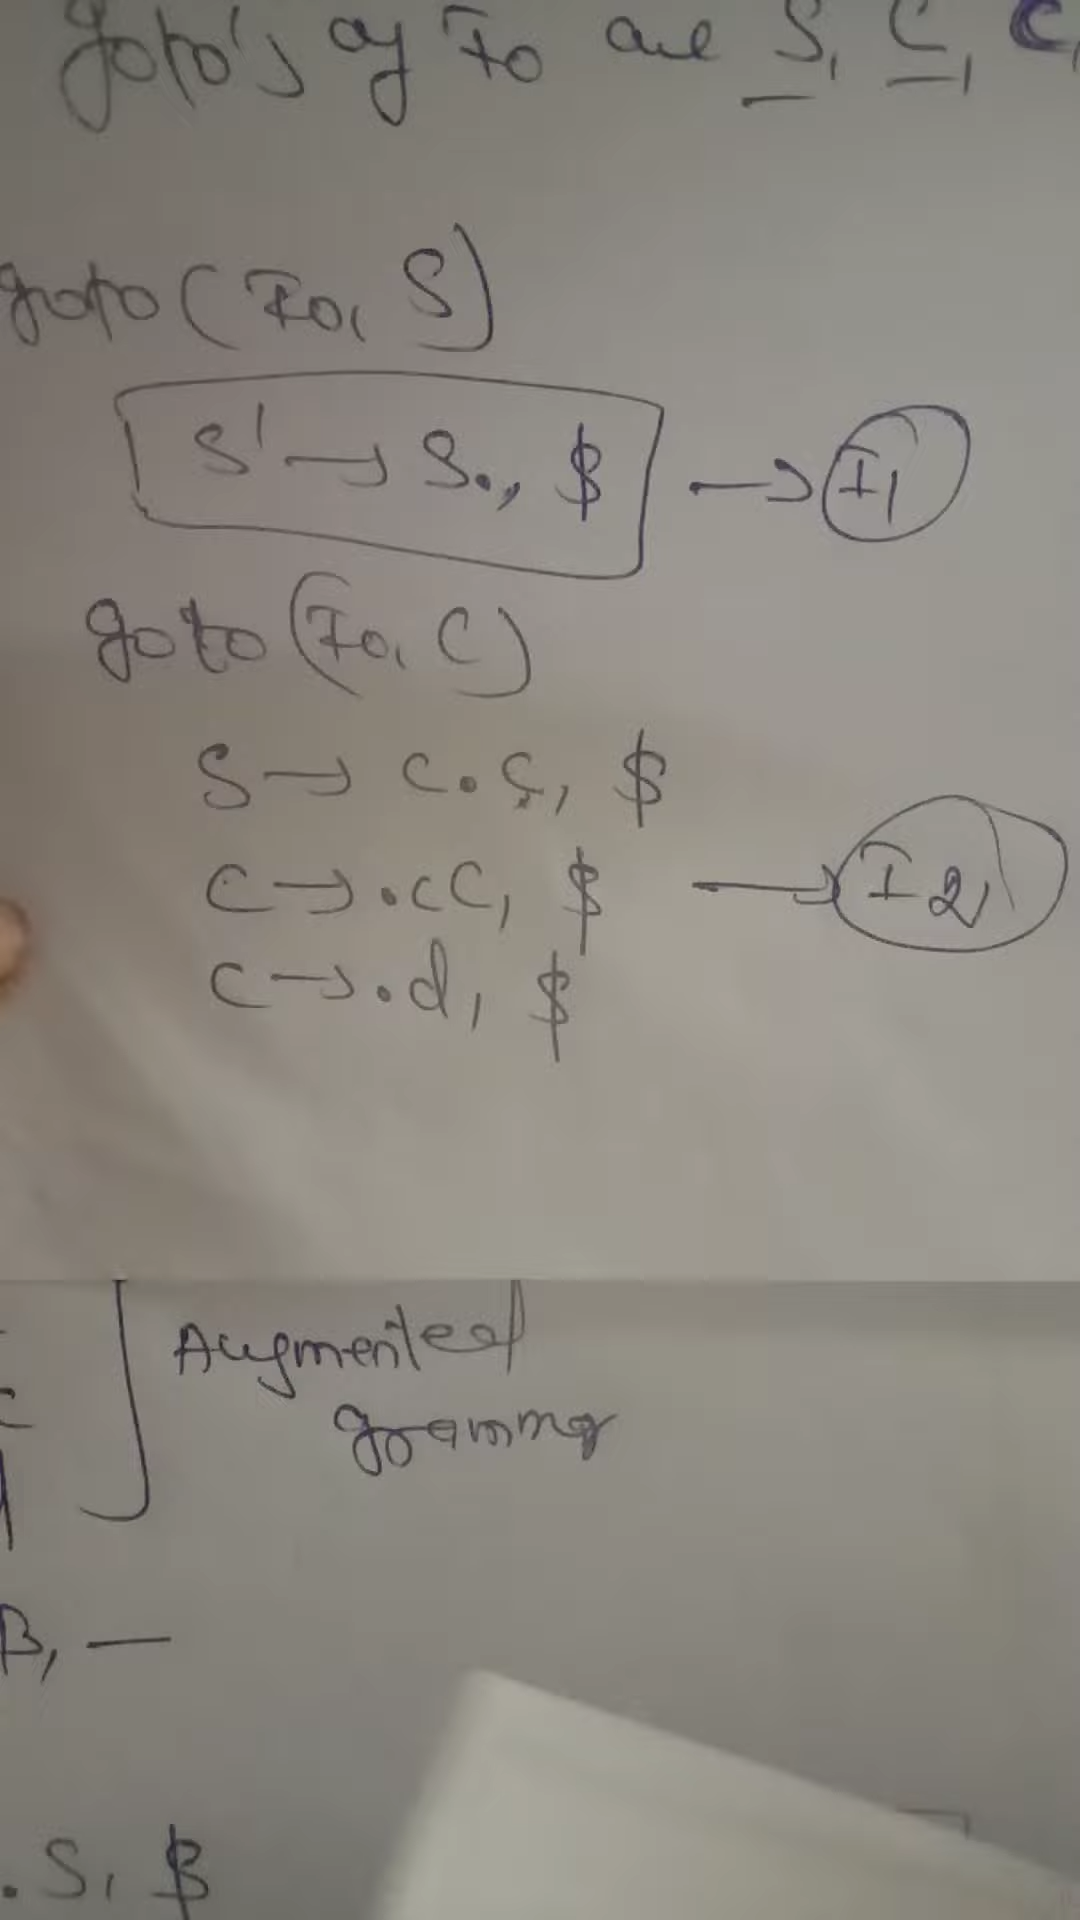 goto's of I0 are S, C, c,
goto(I0, S)
S' → S., $ → I1
goto(I0, C)
S → C.C, $
C → .cC, $ → I2
C → .d, $
Augmented
grammar
B, —
.S, $